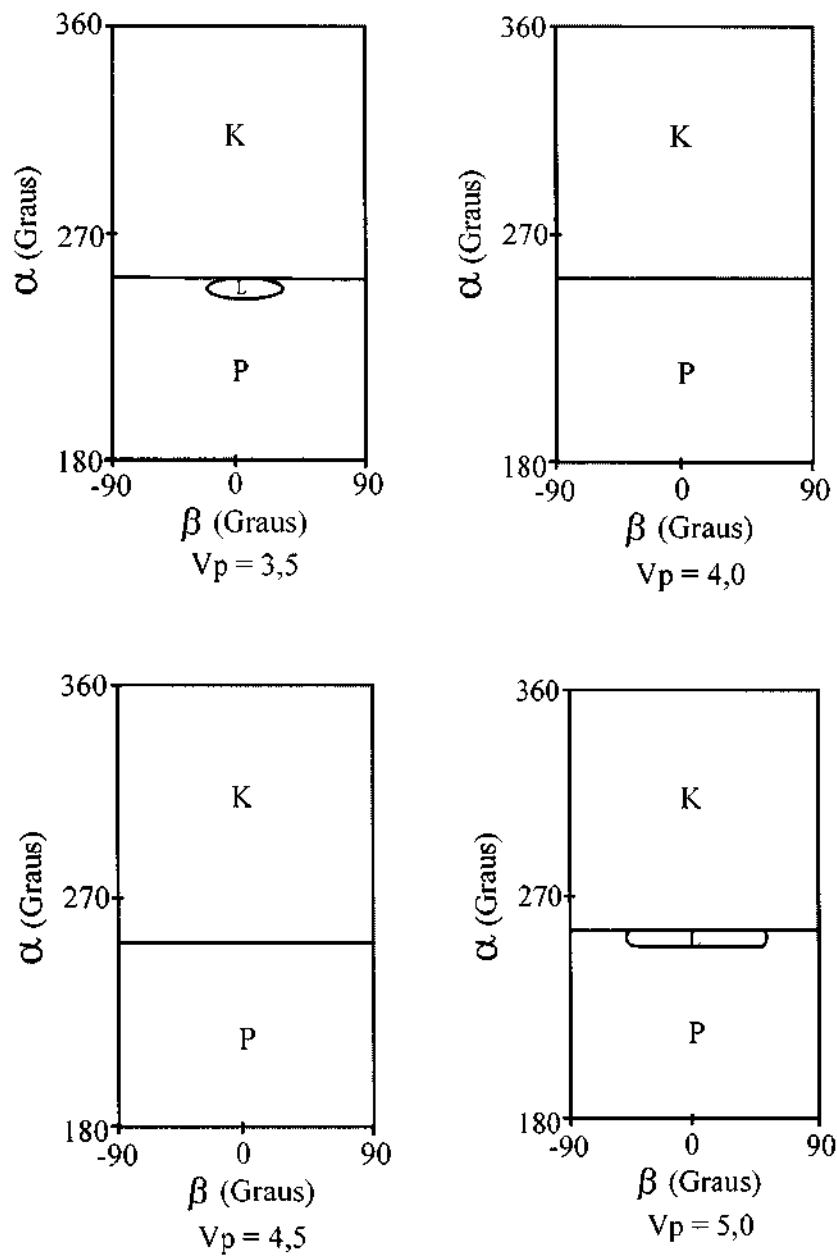 360
K
α (Graus)
270
L
P
180
-90 0 90
β (Graus)
Vp = 3,5
360
K
α (Graus)
270
P
180
-90 0 90
β (Graus)
Vp = 4,0
360
K
α (Graus)
270
P
180
-90 0 90
β (Graus)
Vp = 4,5
360
K
α (Graus)
270
P
180
-90 0 90
β (Graus)
Vp = 5,0